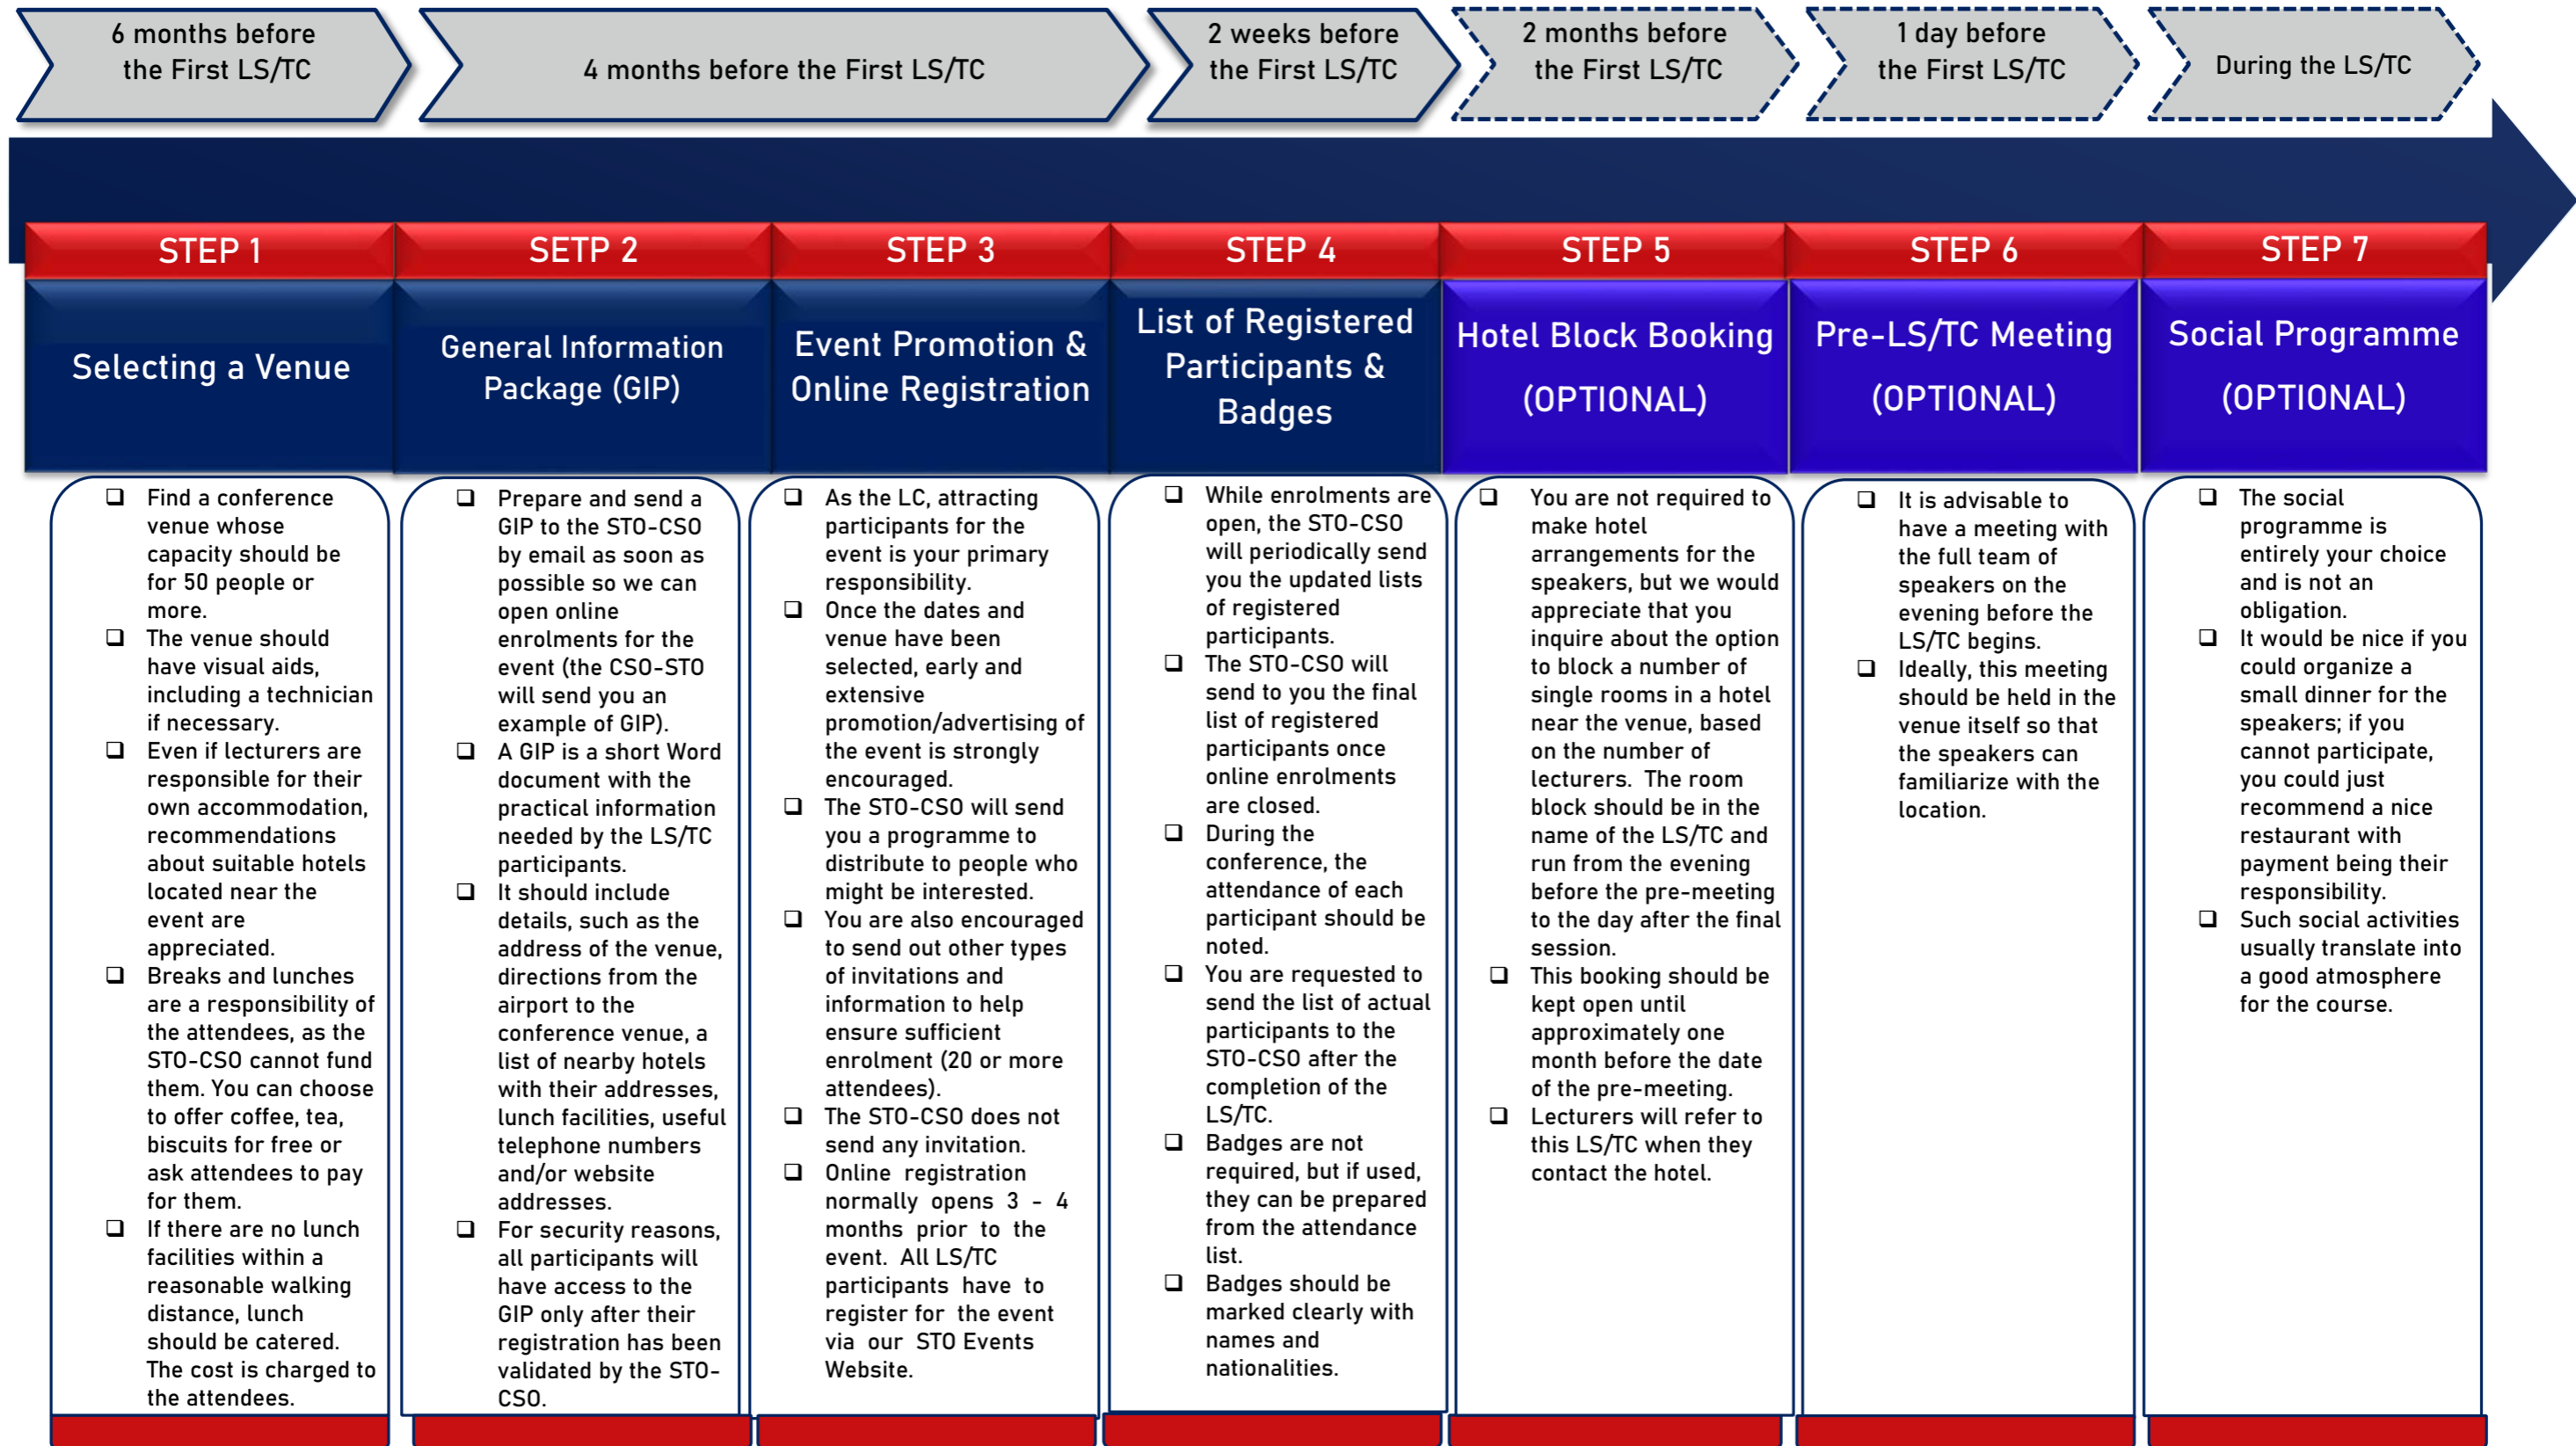 6 months before
the First LS/TC
4 months before the First LS/TC
2 weeks before
the First LS/TC
2 months before
the First LS/TC
1 day before
the First LS/TC
During the LS/TC
STEP 1
SETP 2
STEP 3
STEP 4
STEP 5
STEP 6
STEP 7
Selecting a Venue
General Information
Package (GIP)
Event Promotion &
Online Registration
List of Registered
Participants &
Badges
Hotel Block Booking
(OPTIONAL)
Pre-LS/TC Meeting
(OPTIONAL)
Social Programme
(OPTIONAL)
❑ Find a conference
venue whose
capacity should be
for 50 people or
more.
❑ The venue should
have visual aids,
including a technician
if necessary.
❑ Even if lecturers are
responsible for their
own accommodation,
recommendations
about suitable hotels
located near the
event are
appreciated.
❑ Breaks and lunches
are a responsibility of
the attendees, as the
STO-CSO cannot fund
them. You can choose
to offer coffee, tea,
biscuits for free or
ask attendees to pay
for them.
❑ If there are no lunch
facilities within a
reasonable walking
distance, lunch
should be catered.
The cost is charged to
the attendees.
❑ Prepare and send a
GIP to the STO-CSO
by email as soon as
possible so we can
open online
enrolments for the
event (the CSO-STO
will send you an
example of GIP).
❑ A GIP is a short Word
document with the
practical information
needed by the LS/TC
participants.
❑ It should include
details, such as the
address of the venue,
directions from the
airport to the
conference venue, a
list of nearby hotels
with their addresses,
lunch facilities, useful
telephone numbers
and/or website
addresses.
❑ For security reasons,
all participants will
have access to the
GIP only after their
registration has been
validated by the STO-
CSO.
❑ As the LC, attracting
participants for the
event is your primary
responsibility.
❑ Once the dates and
venue have been
selected, early and
extensive
promotion/advertising of
the event is strongly
encouraged.
❑ The STO-CSO will send
you a programme to
distribute to people who
might be interested.
❑ You are also encouraged
to send out other types
of invitations and
information to help
ensure sufficient
enrolment (20 or more
attendees).
❑ The STO-CSO does not
send any invitation.
❑ Online registration
normally opens 3 - 4
months prior to the
event. All LS/TC
participants have to
register for the event
via our STO Events
Website.
❑ While enrolments are
open, the STO-CSO
will periodically send
you the updated lists
of registered
participants.
❑ The STO-CSO will
send to you the final
list of registered
participants once
online enrolments
are closed.
❑ During the
conference, the
attendance of each
participant should be
noted.
❑ You are requested to
send the list of actual
participants to the
STO-CSO after the
completion of the
LS/TC.
❑ Badges are not
required, but if used,
they can be prepared
from the attendance
list.
❑ Badges should be
marked clearly with
names and
nationalities.
❑ You are not required to
make hotel
arrangements for the
speakers, but we would
appreciate that you
inquire about the option
to block a number of
single rooms in a hotel
near the venue, based
on the number of
lecturers. The room
block should be in the
name of the LS/TC and
run from the evening
before the pre-meeting
to the day after the final
session.
❑ This booking should be
kept open until
approximately one
month before the date
of the pre-meeting.
❑ Lecturers will refer to
this LS/TC when they
contact the hotel.
❑ It is advisable to
have a meeting with
the full team of
speakers on the
evening before the
LS/TC begins.
❑ Ideally, this meeting
should be held in the
venue itself so that
the speakers can
familiarize with the
location.
❑ The social
programme is
entirely your choice
and is not an
obligation.
❑ It would be nice if you
could organize a
small dinner for the
speakers; if you
cannot participate,
you could just
recommend a nice
restaurant with
payment being their
responsibility.
❑ Such social activities
usually translate into
a good atmosphere
for the course.